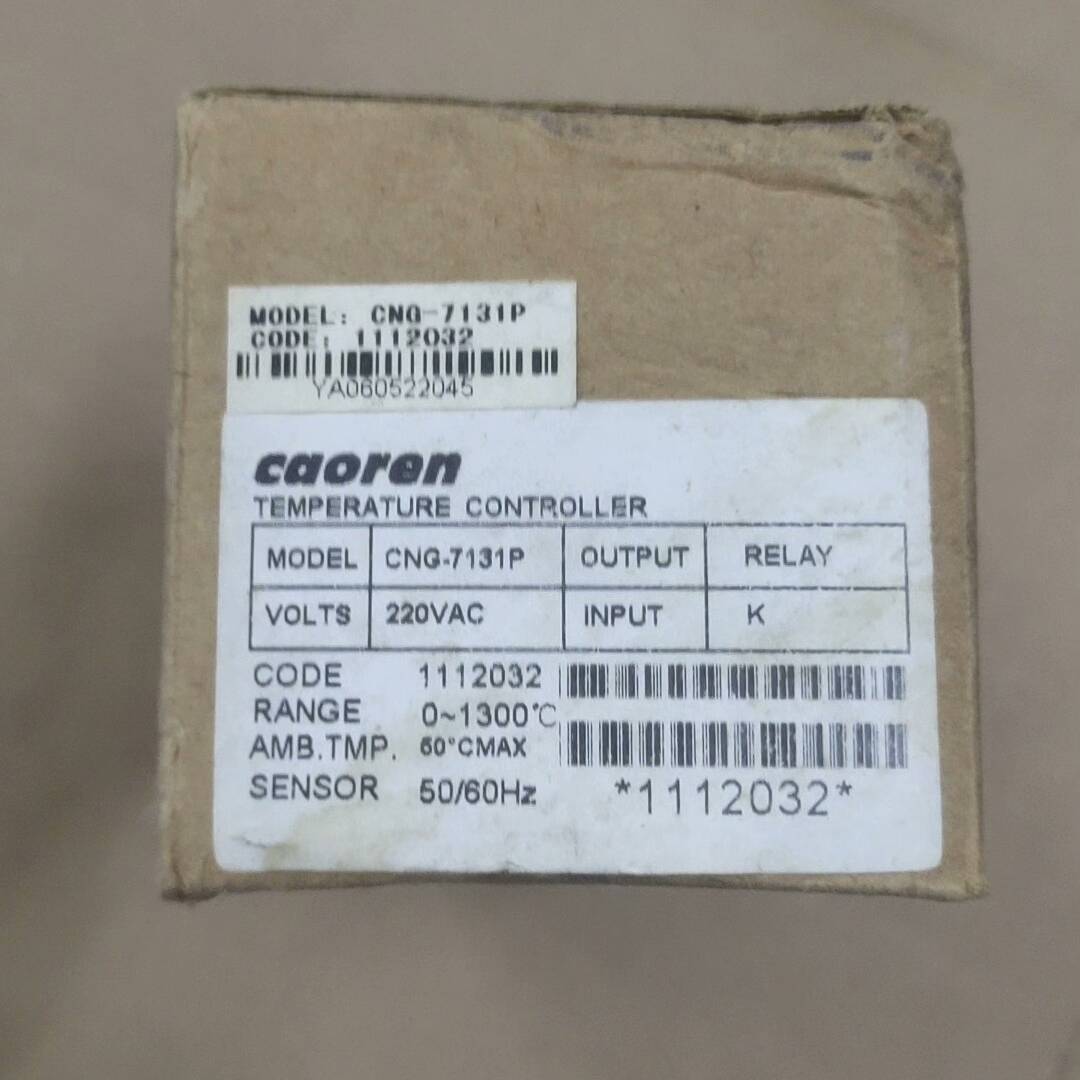 MODEL: CNG-7131P
CODE: 1112032
YA060522045
caoren
TEMPERATURE CONTROLLER
MODEL CNG-7131P OUTPUT RELAY
VOLTS 220VAC INPUT K
CODE 1112032
RANGE 0~1300℃
AMB.TMP. 60°CMAX
SENSOR 50/60Hz
*1112032*